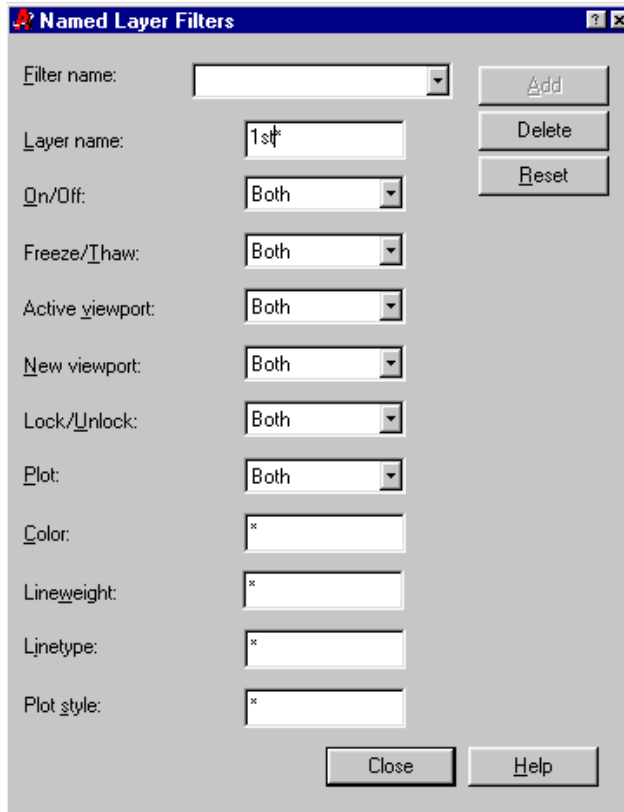 Named Layer Filters
Filter name:
Add
Layer name: 1st*
Delete
Reset
On/Off: Both
Freeze/Thaw: Both
Active viewport: Both
New viewport: Both
Lock/Unlock: Both
Plot: Both
Color: *
Lineweight: *
Linetype: *
Plot style: *
Close Help